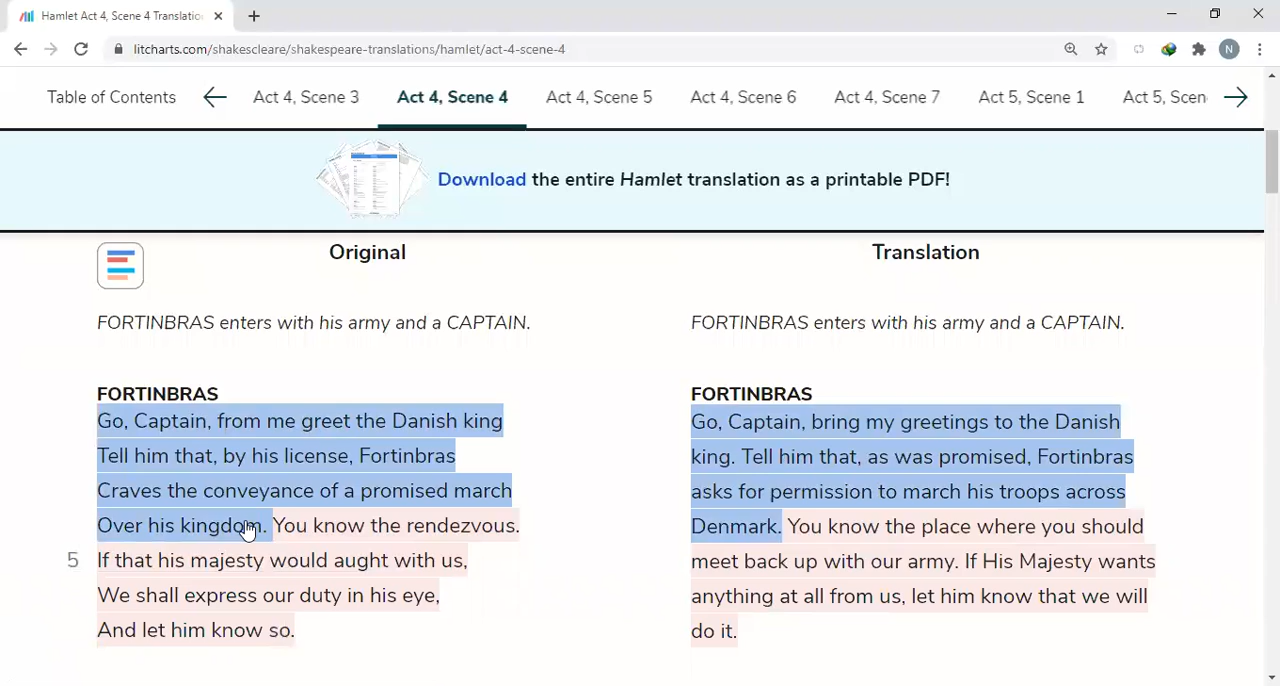 Hamlet Act 4, Scene 4 Translatio
litcharts.com/shakescleare/shakespeare-translations/hamlet/act-4-scene-4
N
Table of Contents
Act 4, Scene 3
Act 4, Scene 4
Act 4, Scene 5
Act 4, Scene 6
Act 4, Scene 7
Act 5, Scene 1
Act 5, Scen
Download the entire Hamlet translation as a printable PDF!
Original
FORTINBRAS enters with his army and a CAPTAIN.
FORTINBRAS
Go, Captain, from me greet the Danish king
Tell him that, by his license, Fortinbras
Craves the conveyance of a promised march
Over his kingdom. You know the rendezvous.
5 If that his majesty would aught with us,
We shall express our duty in his eye,
And let him know so.
Translation
FORTINBRAS enters with his army and a CAPTAIN.
FORTINBRAS
Go, Captain, bring my greetings to the Danish
king. Tell him that, as was promised, Fortinbras
asks for permission to march his troops across
Denmark. You know the place where you should
meet back up with our army. If His Majesty wants
anything at all from us, let him know that we will
do it.